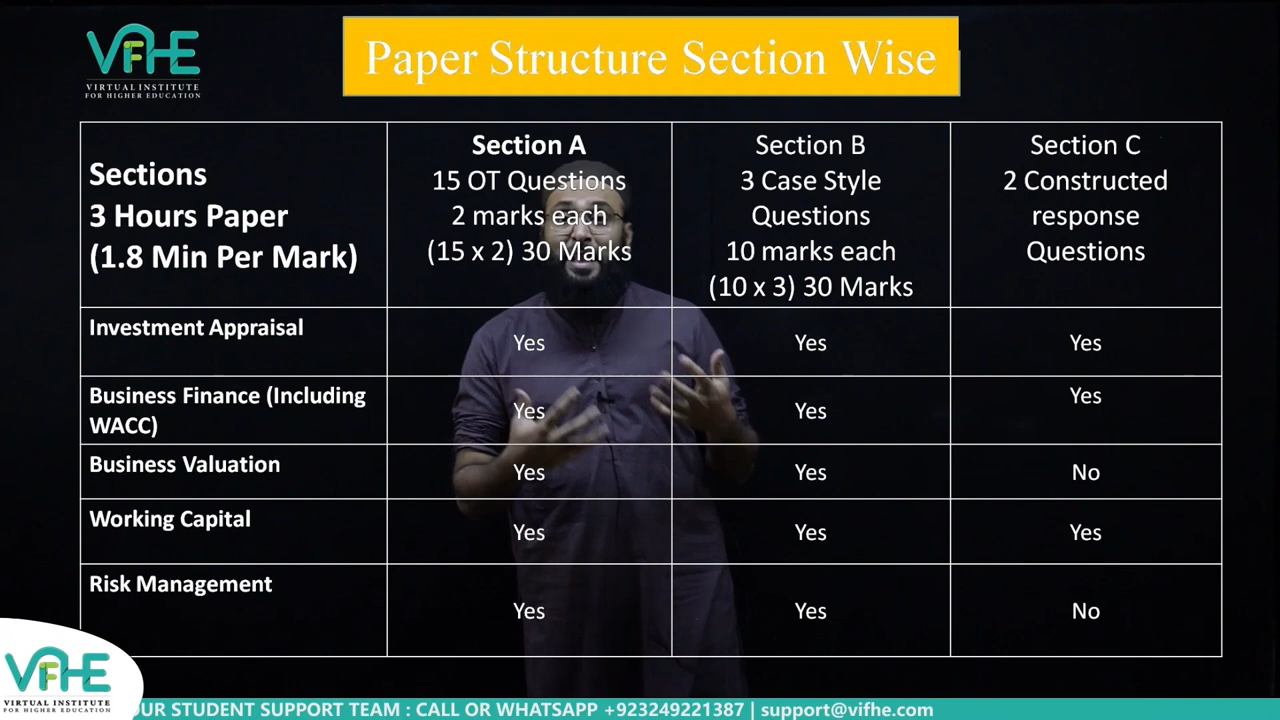 VFHE
VIRTUAL INSTITUTE
FOR HIGHER EDUCATION
Paper Structure Section Wise
Sections
3 Hours Paper
(1.8 Min Per Mark)
Section A
15 OT Questions
2 marks each
(15 x 2) 30 Marks
Section B
3 Case Style
Questions
10 marks each
(10 x 3) 30 Marks
Section C
2 Constructed
response
Questions
Investment Appraisal
Yes
Yes
Yes
Business Finance (Including
WACC)
Yes
Yes
Yes
Business Valuation
Yes
Yes
No
Working Capital
Yes
Yes
Yes
Risk Management
Yes
Yes
No
VFHE
VIRTUAL INSTITUTE
FOR HIGHER EDUCATION
OUR STUDENT SUPPORT TEAM : CALL OR WHATSAPP +923249221387 | support@vifhe.com